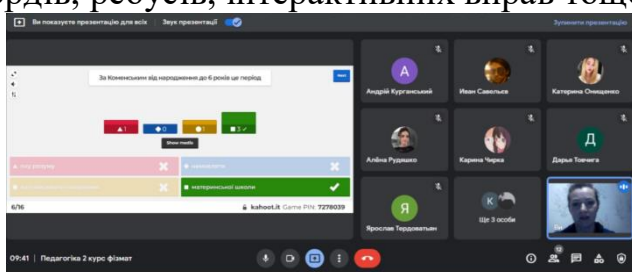 рдів, ребусів, інтерактивних вправ тощо
Ви показуєте презентацію для всіх
Звук презентації
Зупинити презентацію
За Коменським від народження до 6 років це період
Next
1
0
1
3 ✓
Show media
материнської школи
6/16
kahoot.it Game PIN: 7278039
А
Андрій Курганський
Иван Савельев
Катерина Онищенко
Алёна Рудяшко
Карина Чирка
Д
Дарья Товчига
Я
Ярослав Тердоватьян
К
Ще 3 особи
Ви
09:41 | Педагогіка 2 курс фізмат
12